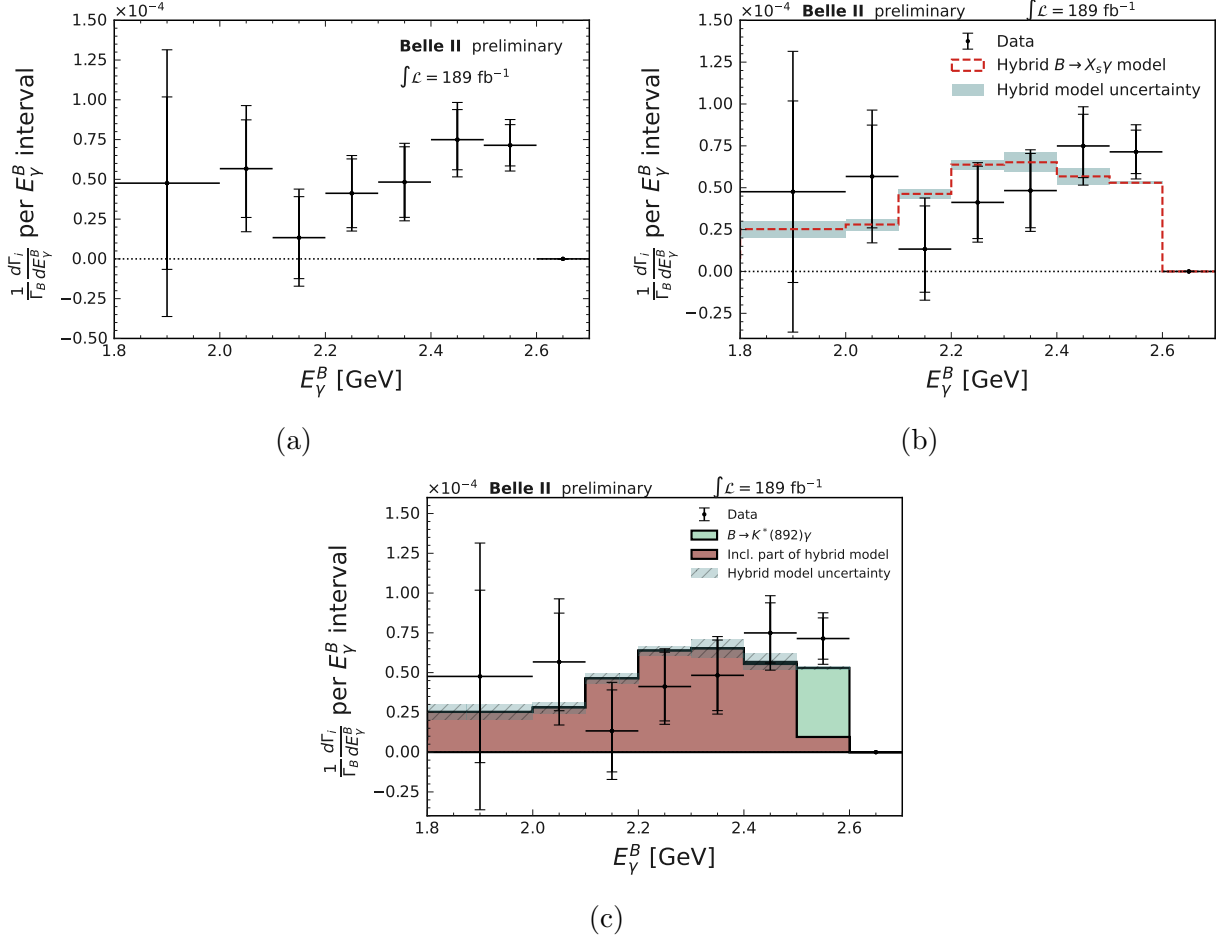 ×10⁻⁴
1.50
1.25
1.00
0.75
0.50
0.25
0.00
−0.25
−0.50
1.8
2.0
2.2
2.4
2.6
Belle II preliminary
∫ℒ = 189 fb⁻¹
1/Γ_B dΓ_i/dE_γ^B per E_γ^B interval
E_γ^B [GeV]
(a)
×10⁻⁴ Belle II preliminary ∫ℒ = 189 fb⁻¹
1.50
1.25
1.00
0.75
0.50
0.25
0.00
−0.25
1.8
2.0
2.2
2.4
2.6
Data
Hybrid B → X_sγ model
Hybrid model uncertainty
1/Γ_B dΓ_i/dE_γ^B per E_γ^B interval
E_γ^B [GeV]
(b)
×10⁻⁴ Belle II preliminary ∫ℒ = 189 fb⁻¹
1.50
1.25
1.00
0.75
0.50
0.25
0.00
−0.25
1.8
2.0
2.2
2.4
2.6
Data
B → K*(892)γ
Incl. part of hybrid model
Hybrid model uncertainty
1/Γ_B dΓ_i/dE_γ^B per E_γ^B interval
E_γ^B [GeV]
(c)